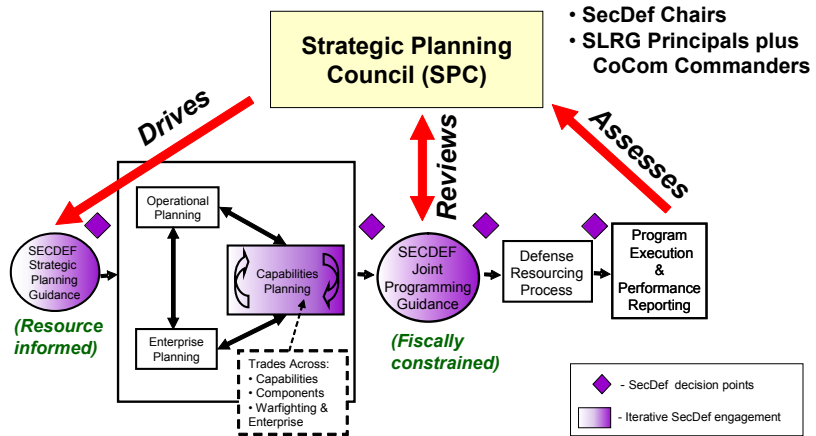 Strategic Planning
Council (SPC)
• SecDef Chairs
• SLRG Principals plus
CoCom Commanders
Drives
Reviews
Assesses
SECDEF
Strategic
Planning
Guidance
(Resource
informed)
Operational
Planning
Capabilities
Planning
Enterprise
Planning
Trades Across:
• Capabilities
• Components
• Warfighting &
Enterprise
SECDEF
Joint
Programming
Guidance
(Fiscally
constrained)
Defense
Resourcing
Process
Program
Execution
&
Performance
Reporting
- SecDef decision points
- Iterative SecDef engagement